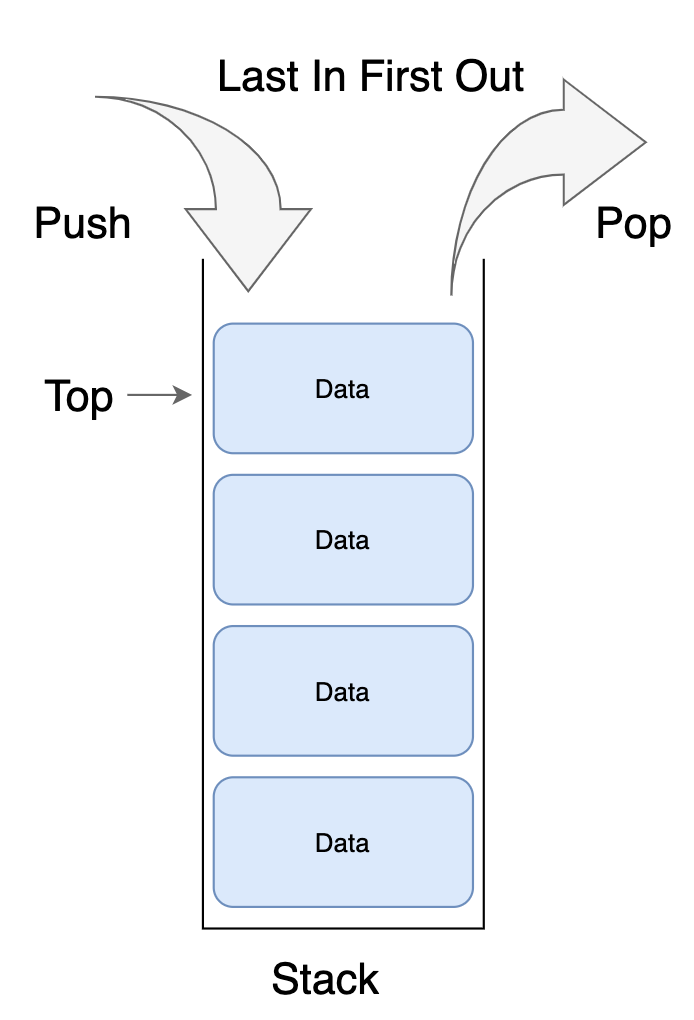 Last In First Out
Push
Pop
Top
Data
Data
Data
Data
Stack